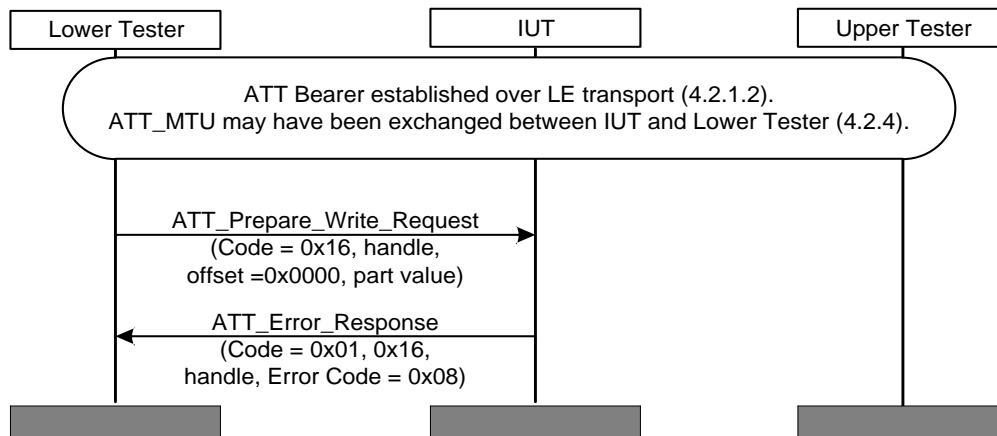 Lower Tester
IUT
Upper Tester
ATT Bearer established over LE transport (4.2.1.2).
ATT_MTU may have been exchanged between IUT and Lower Tester (4.2.4).
ATT_Prepare_Write_Request
(Code = 0x16, handle,
offset =0x0000, part value)
ATT_Error_Response
(Code = 0x01, 0x16,
handle, Error Code = 0x08)